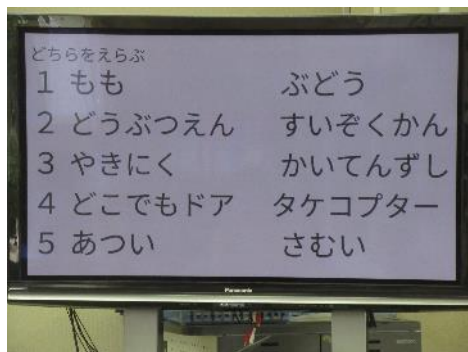 どちらをえらぶ
1 もも ぶどう
2 どうぶつえん すいぞくかん
3 やきにく かいてんずし
4 どこでもドア タケコプター
5 あつい さむい
Panasonic